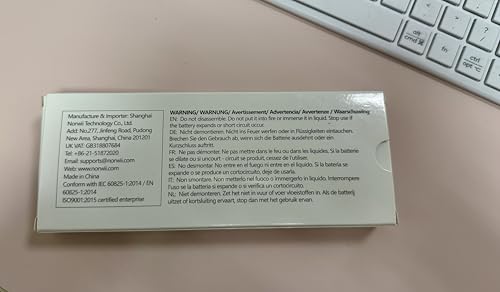 Manufacture & Importer: Shanghai
Norwii Technology Co., Ltd.
Add: No.277, Jinfeng Road, Pudong
New Area, Shanghai, China 201201
UK VAT: GB318807684
Tel: +86-21-51872020
Email: supports@norwii.com
Web: www.norwii.com
Made in China
Conform with IEC 60825-1:2014 / EN
60825-1:2014
ISO9001:2015 certified enterprise
WARNING/ WARNUNG/ Avertissement/ Advertencia/ Avvertenze / Waarschuwing
EN: Do not disassemble. Do not put it into fire or immerse it in liquid. Stop use if
the battery expands or short circuit occur.
DE: Nicht demontieren. Nicht ins Feuer werfen oder in Flüssigkeiten eintauchen.
Brechen Sie den Gebrauch ab, wenn sich die Batterie ausdehnt oder ein
Kurzschluss auftritt.
FR: Ne pas démonter. Ne pas mettre dans le feu ou dans les liquides. Si la batterie
se dilate ou si uncourt - circuit se produit, cessez de l'utiliser.
ES: No desmonte. No entre en el fuego ni entre en el líquido. Si la batería se
expande o se produce un cortocircuito, deje de usarla.
IT: Non smontare. Non metterlo nel fuoco o immergerlo in liquido. Interrompere
l'uso se la batteria si espande o si verifica un cortocircuito.
NL: Niet demonteren. Zet het niet in vuur of voer vloeistoffen in. Als de batterij
uitzet of kortsluiting ervaart, stop dan met het gebruik ervan.
alt
cmd ⌘
ctrl
opt ⌥